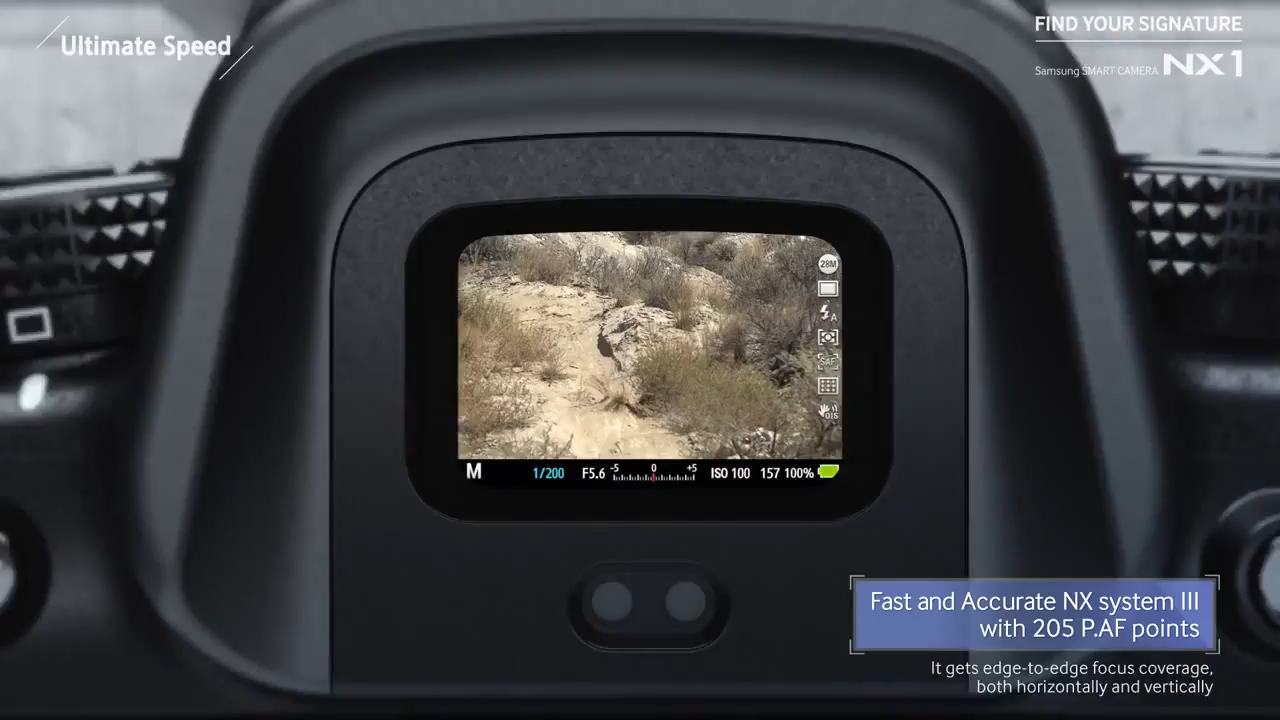 Ultimate Speed
FIND YOUR SIGNATURE
Samsung SMART CAMERA NX1
28M
A
SAF
OIS
M 1/200 F5.6 -5 0 +5 ISO 100 157 100%
Fast and Accurate NX system III
with 205 P.AF points
It gets edge-to-edge focus coverage,
both horizontally and vertically